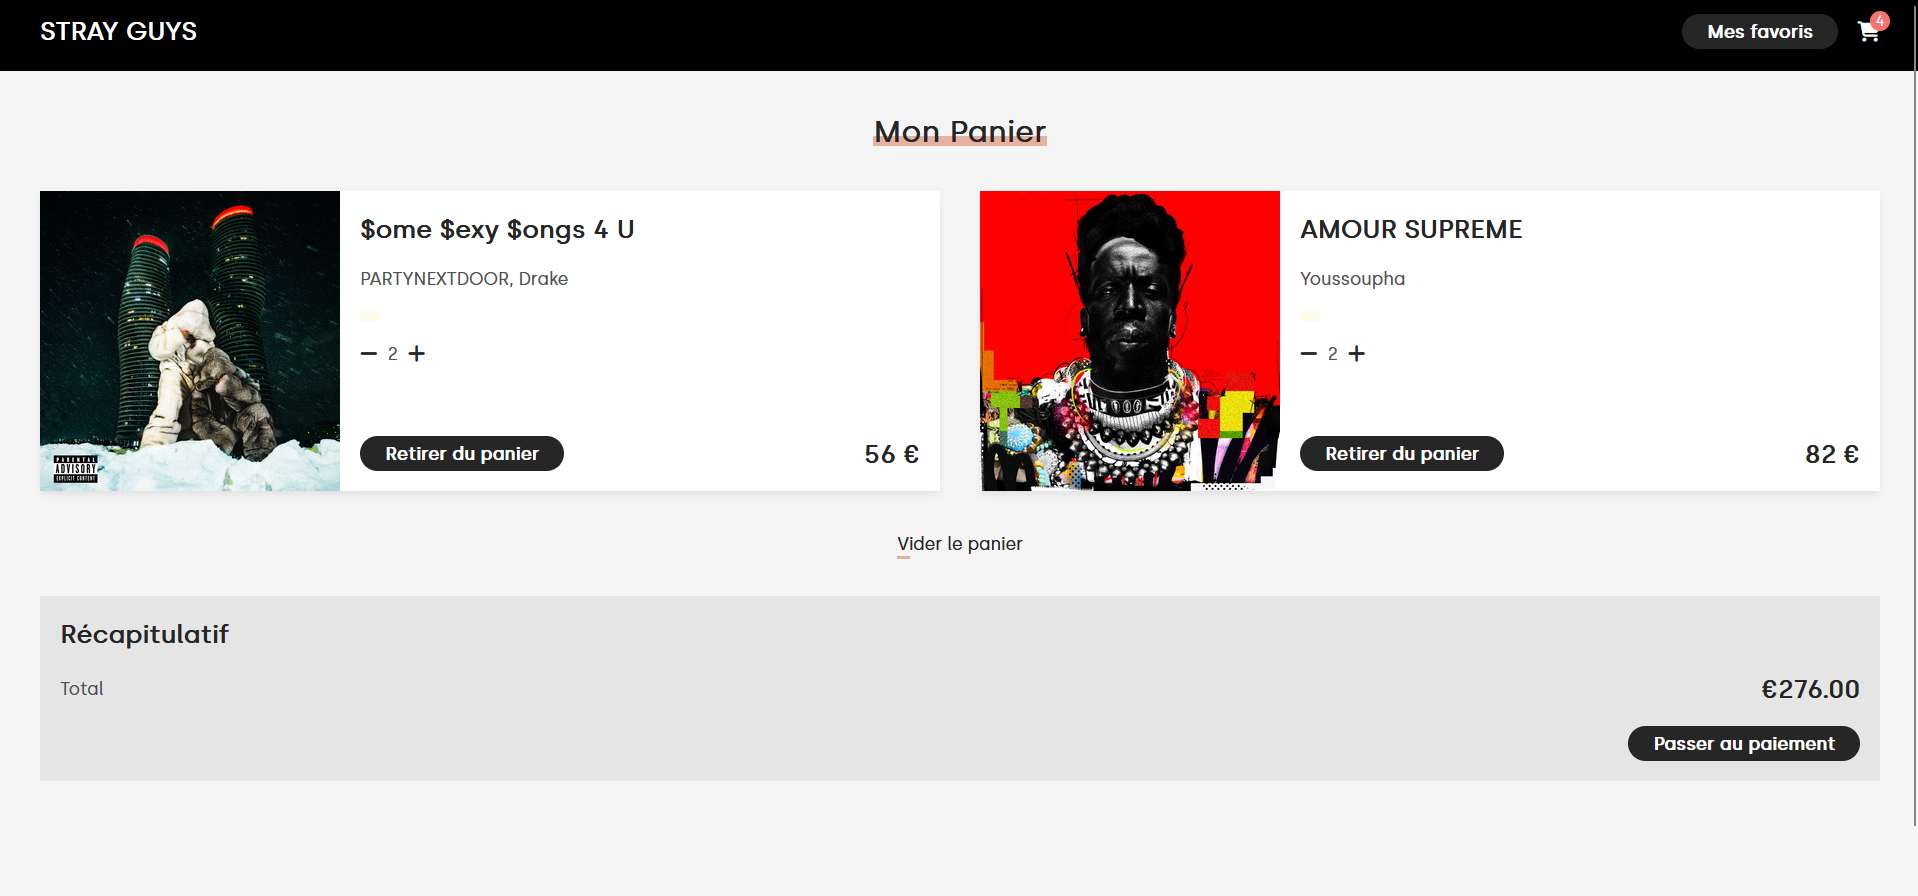 STRAY GUYS
Mes favoris
4
Mon Panier
$ome $exy $ongs 4 U
PARTYNEXTDOOR, Drake
2
Retirer du panier
56 €
PARENTAL
ADVISORY
EXPLICIT CONTENT
AMOUR SUPREME
Youssoupha
2
Retirer du panier
82 €
Vider le panier
Récapitulatif
Total
€276.00
Passer au paiement